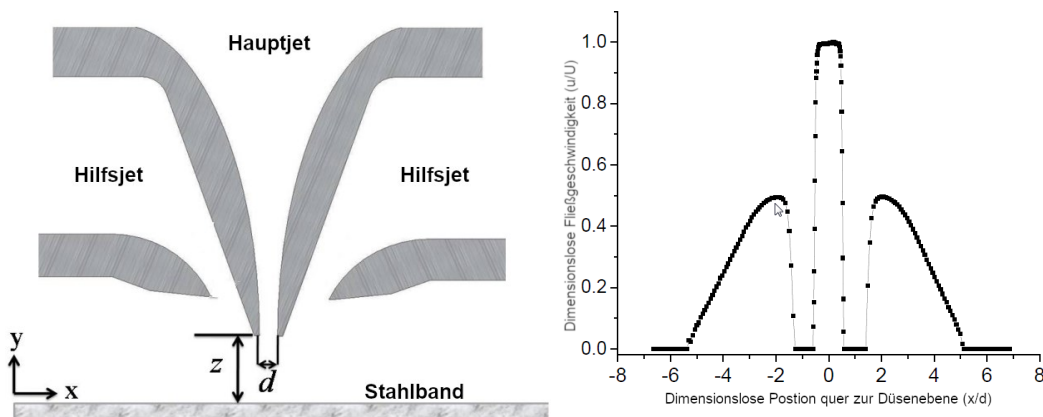 Hauptjet
Hilfsjet
Hilfsjet
y
x
z
d
Stahlband
Dimensionslose Fließgeschwindigkeit (u/U)
1.0
0.8
0.6
0.4
0.2
0.0
-8 -6 -4 -2 0 2 4 6 8
Dimensionslose Postion quer zur Düsenebene (x/d)